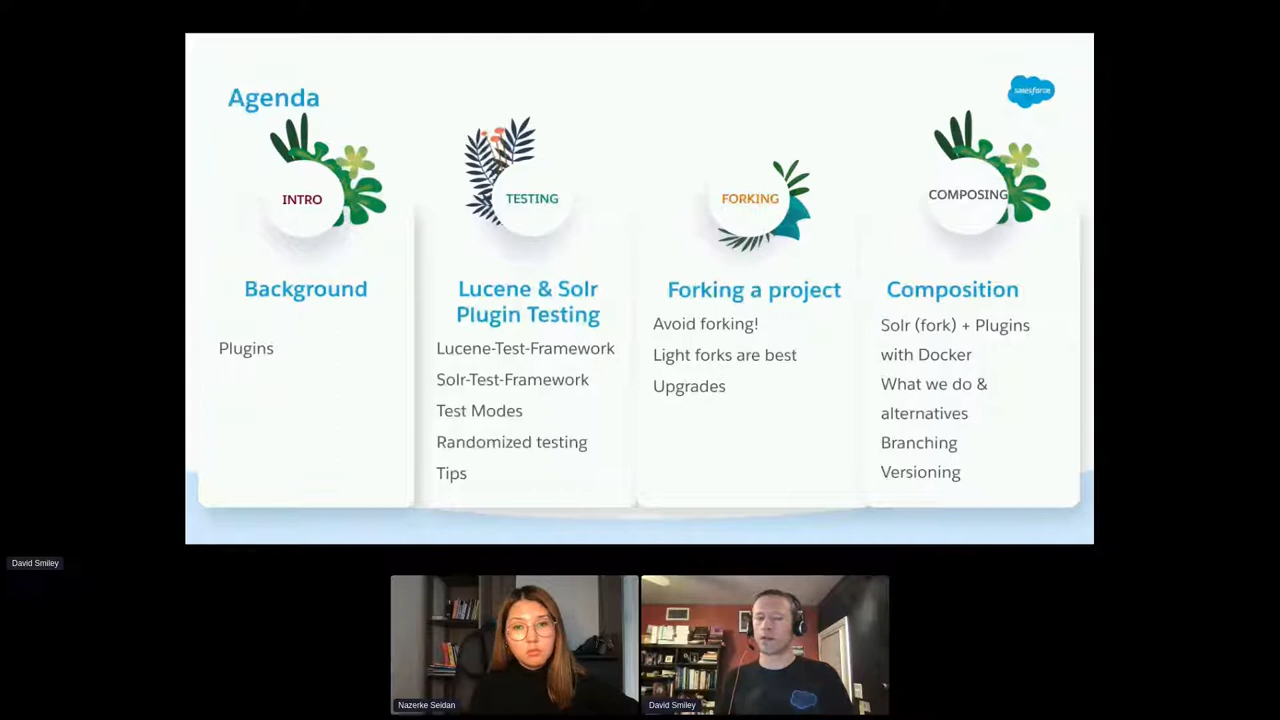 Agenda
salesforce
INTRO
TESTING
FORKING
COMPOSING
Background
Plugins
Lucene & Solr
Plugin Testing
Lucene-Test-Framework
Solr-Test-Framework
Test Modes
Randomized testing
Tips
Forking a project
Avoid forking!
Light forks are best
Upgrades
Composition
Solr (fork) + Plugins
with Docker
What we do &
alternatives
Branching
Versioning
David Smiley
Nazerke Seidan
David Smiley